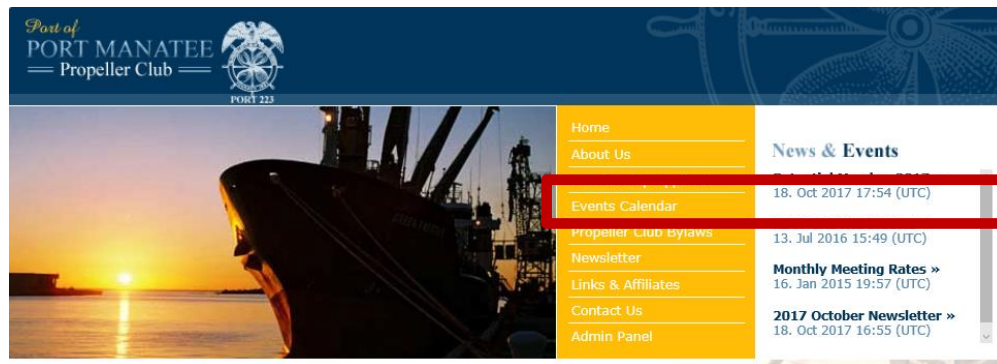 Port of
PORT MANATEE
Propeller Club
PORT 223
Home
About Us
Events Calendar
Propeller Club Bylaws
Newsletter
Links & Affiliates
Contact Us
Admin Panel
News & Events
18. Oct 2017 17:54 (UTC)
13. Jul 2016 15:49 (UTC)
Monthly Meeting Rates »
16. Jan 2015 19:57 (UTC)
2017 October Newsletter »
18. Oct 2017 16:55 (UTC)